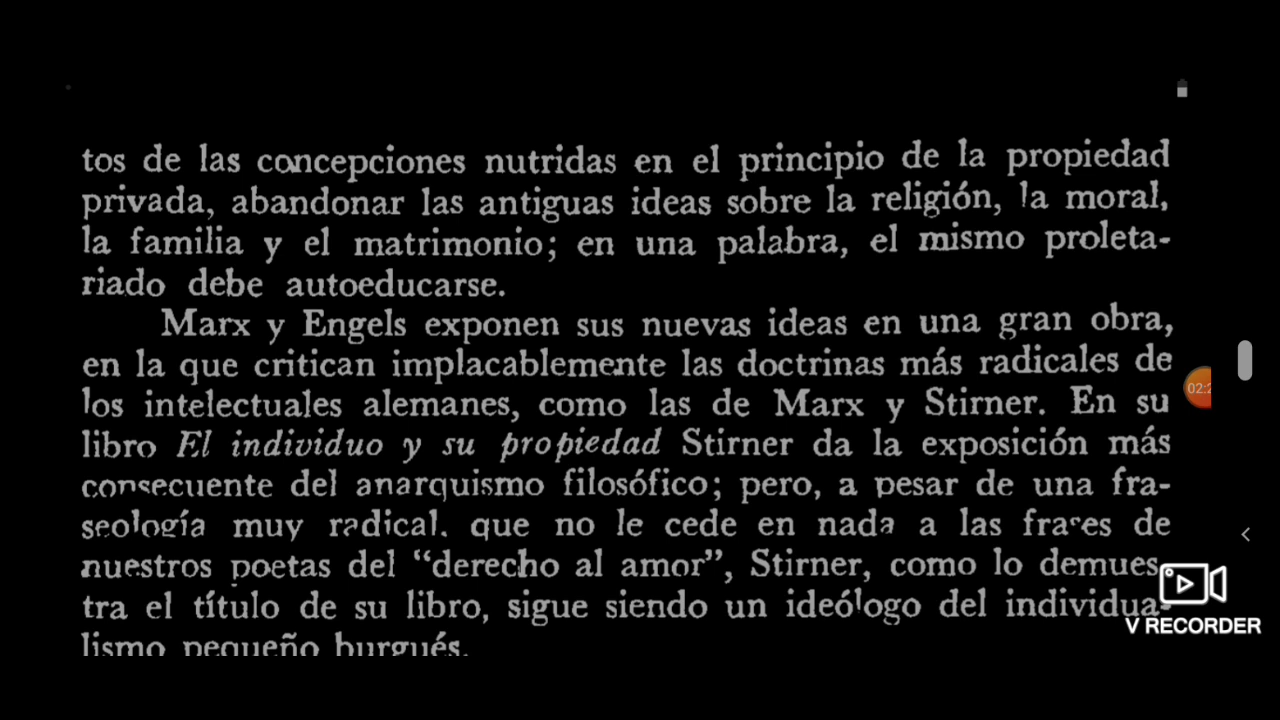 tos de las concepciones nutridas en el principio de la propiedad
privada, abandonar las antiguas ideas sobre la religión, la moral,
la familia y el matrimonio; en una palabra, el mismo proleta-
riado debe autoeducarse.
Marx y Engels exponen sus nuevas ideas en una gran obra,
en la que critican implacablemente las doctrinas más radicales de
los intelectuales alemanes, como las de Marx y Stirner. En su
libro El individuo y su propiedad Stirner da la exposición más
consecuente del anarquismo filosófico; pero, a pesar de una fra-
seología muy radical, que no le cede en nada a las frases de
nuestros poetas del “derecho al amor”, Stirner, como lo demues-
tra el título de su libro, sigue siendo un ideólogo del individua-
lismo pequeño burgués.
02:2
V RECORDER